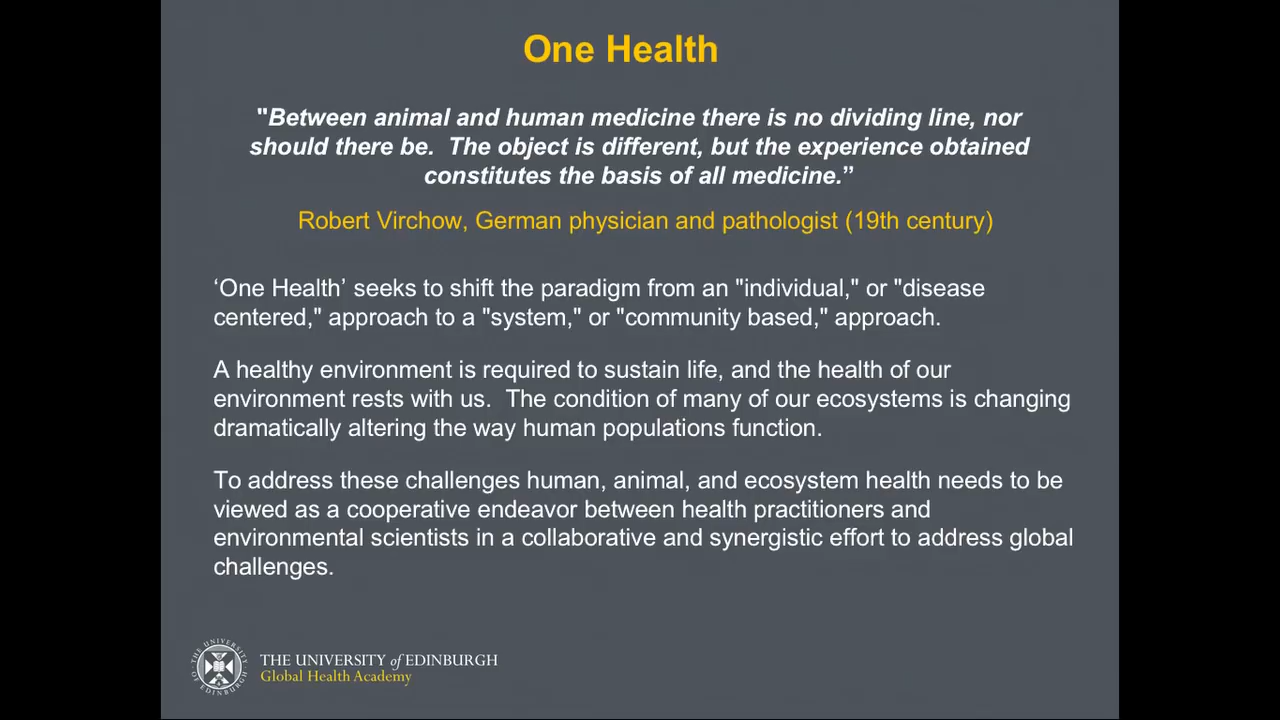 One Health
"Between animal and human medicine there is no dividing line, nor
should there be.  The object is different, but the experience obtained
constitutes the basis of all medicine.”
Robert Virchow, German physician and pathologist (19th century)
‘One Health’ seeks to shift the paradigm from an "individual," or "disease
centered," approach to a "system," or "community based," approach.
A healthy environment is required to sustain life, and the health of our
environment rests with us.  The condition of many of our ecosystems is changing
dramatically altering the way human populations function.
To address these challenges human, animal, and ecosystem health needs to be
viewed as a cooperative endeavor between health practitioners and
environmental scientists in a collaborative and synergistic effort to address global
challenges.
THE UNIVERSITY OF EDINBURGH
THE UNIVERSITY of EDINBURGH
Global Health Academy